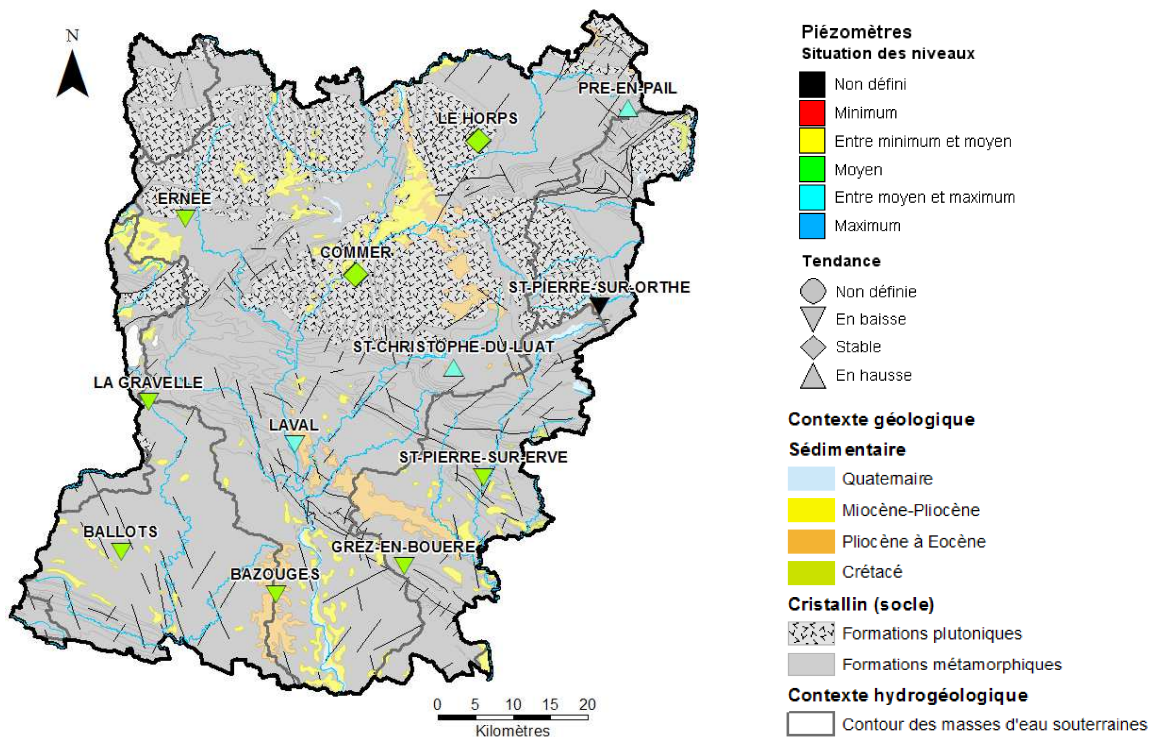 N
PRE-EN-PAIL
LE HORPS
ERNEE
COMMER
ST-PIERRE-SUR-ORTHE
ST-CHRISTOPHE-DU-LUAT
LA GRAVELLE
LAVAL
ST-PIERRE-SUR-ERVE
BALLOTS
GREZ-EN-BOUERE
BAZOUGES
0 5 10 15 20
Kilomètres
Piézomètres
Situation des niveaux
Non défini
Minimum
Entre minimum et moyen
Moyen
Entre moyen et maximum
Maximum
Tendance
Non définie
En baisse
Stable
En hausse
Contexte géologique
Sédimentaire
Quaternaire
Miocène-Pliocène
Pliocène à Eocène
Crétacé
Cristallin (socle)
Formations plutoniques
Formations métamorphiques
Contexte hydrogéologique
Contour des masses d'eau souterraines